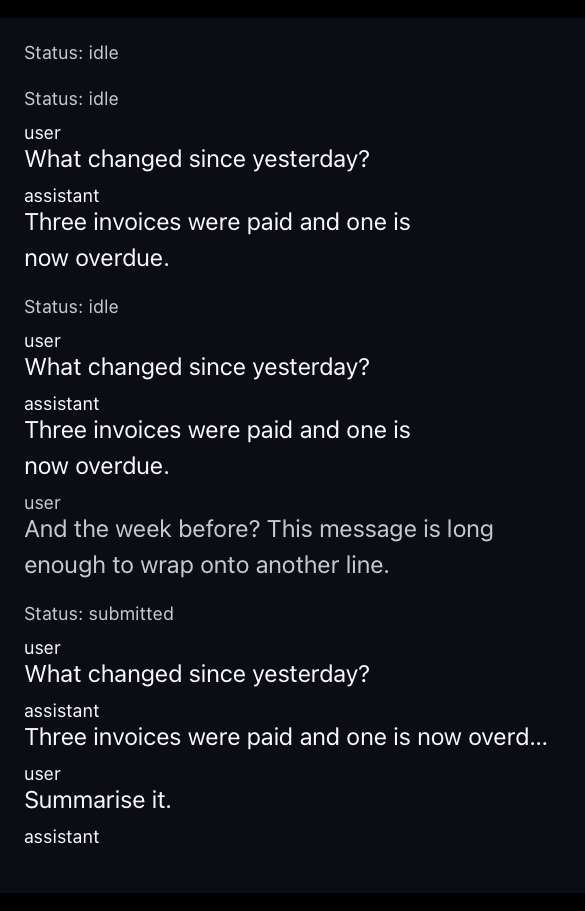 Status: idle
Status: idle
user
What changed since yesterday?
assistant
Three invoices were paid and one is
now overdue.
Status: idle
user
What changed since yesterday?
assistant
Three invoices were paid and one is
now overdue.
user
And the week before? This message is long
enough to wrap onto another line.
Status: submitted
user
What changed since yesterday?
assistant
Three invoices were paid and one is now overd...
user
Summarise it.
assistant